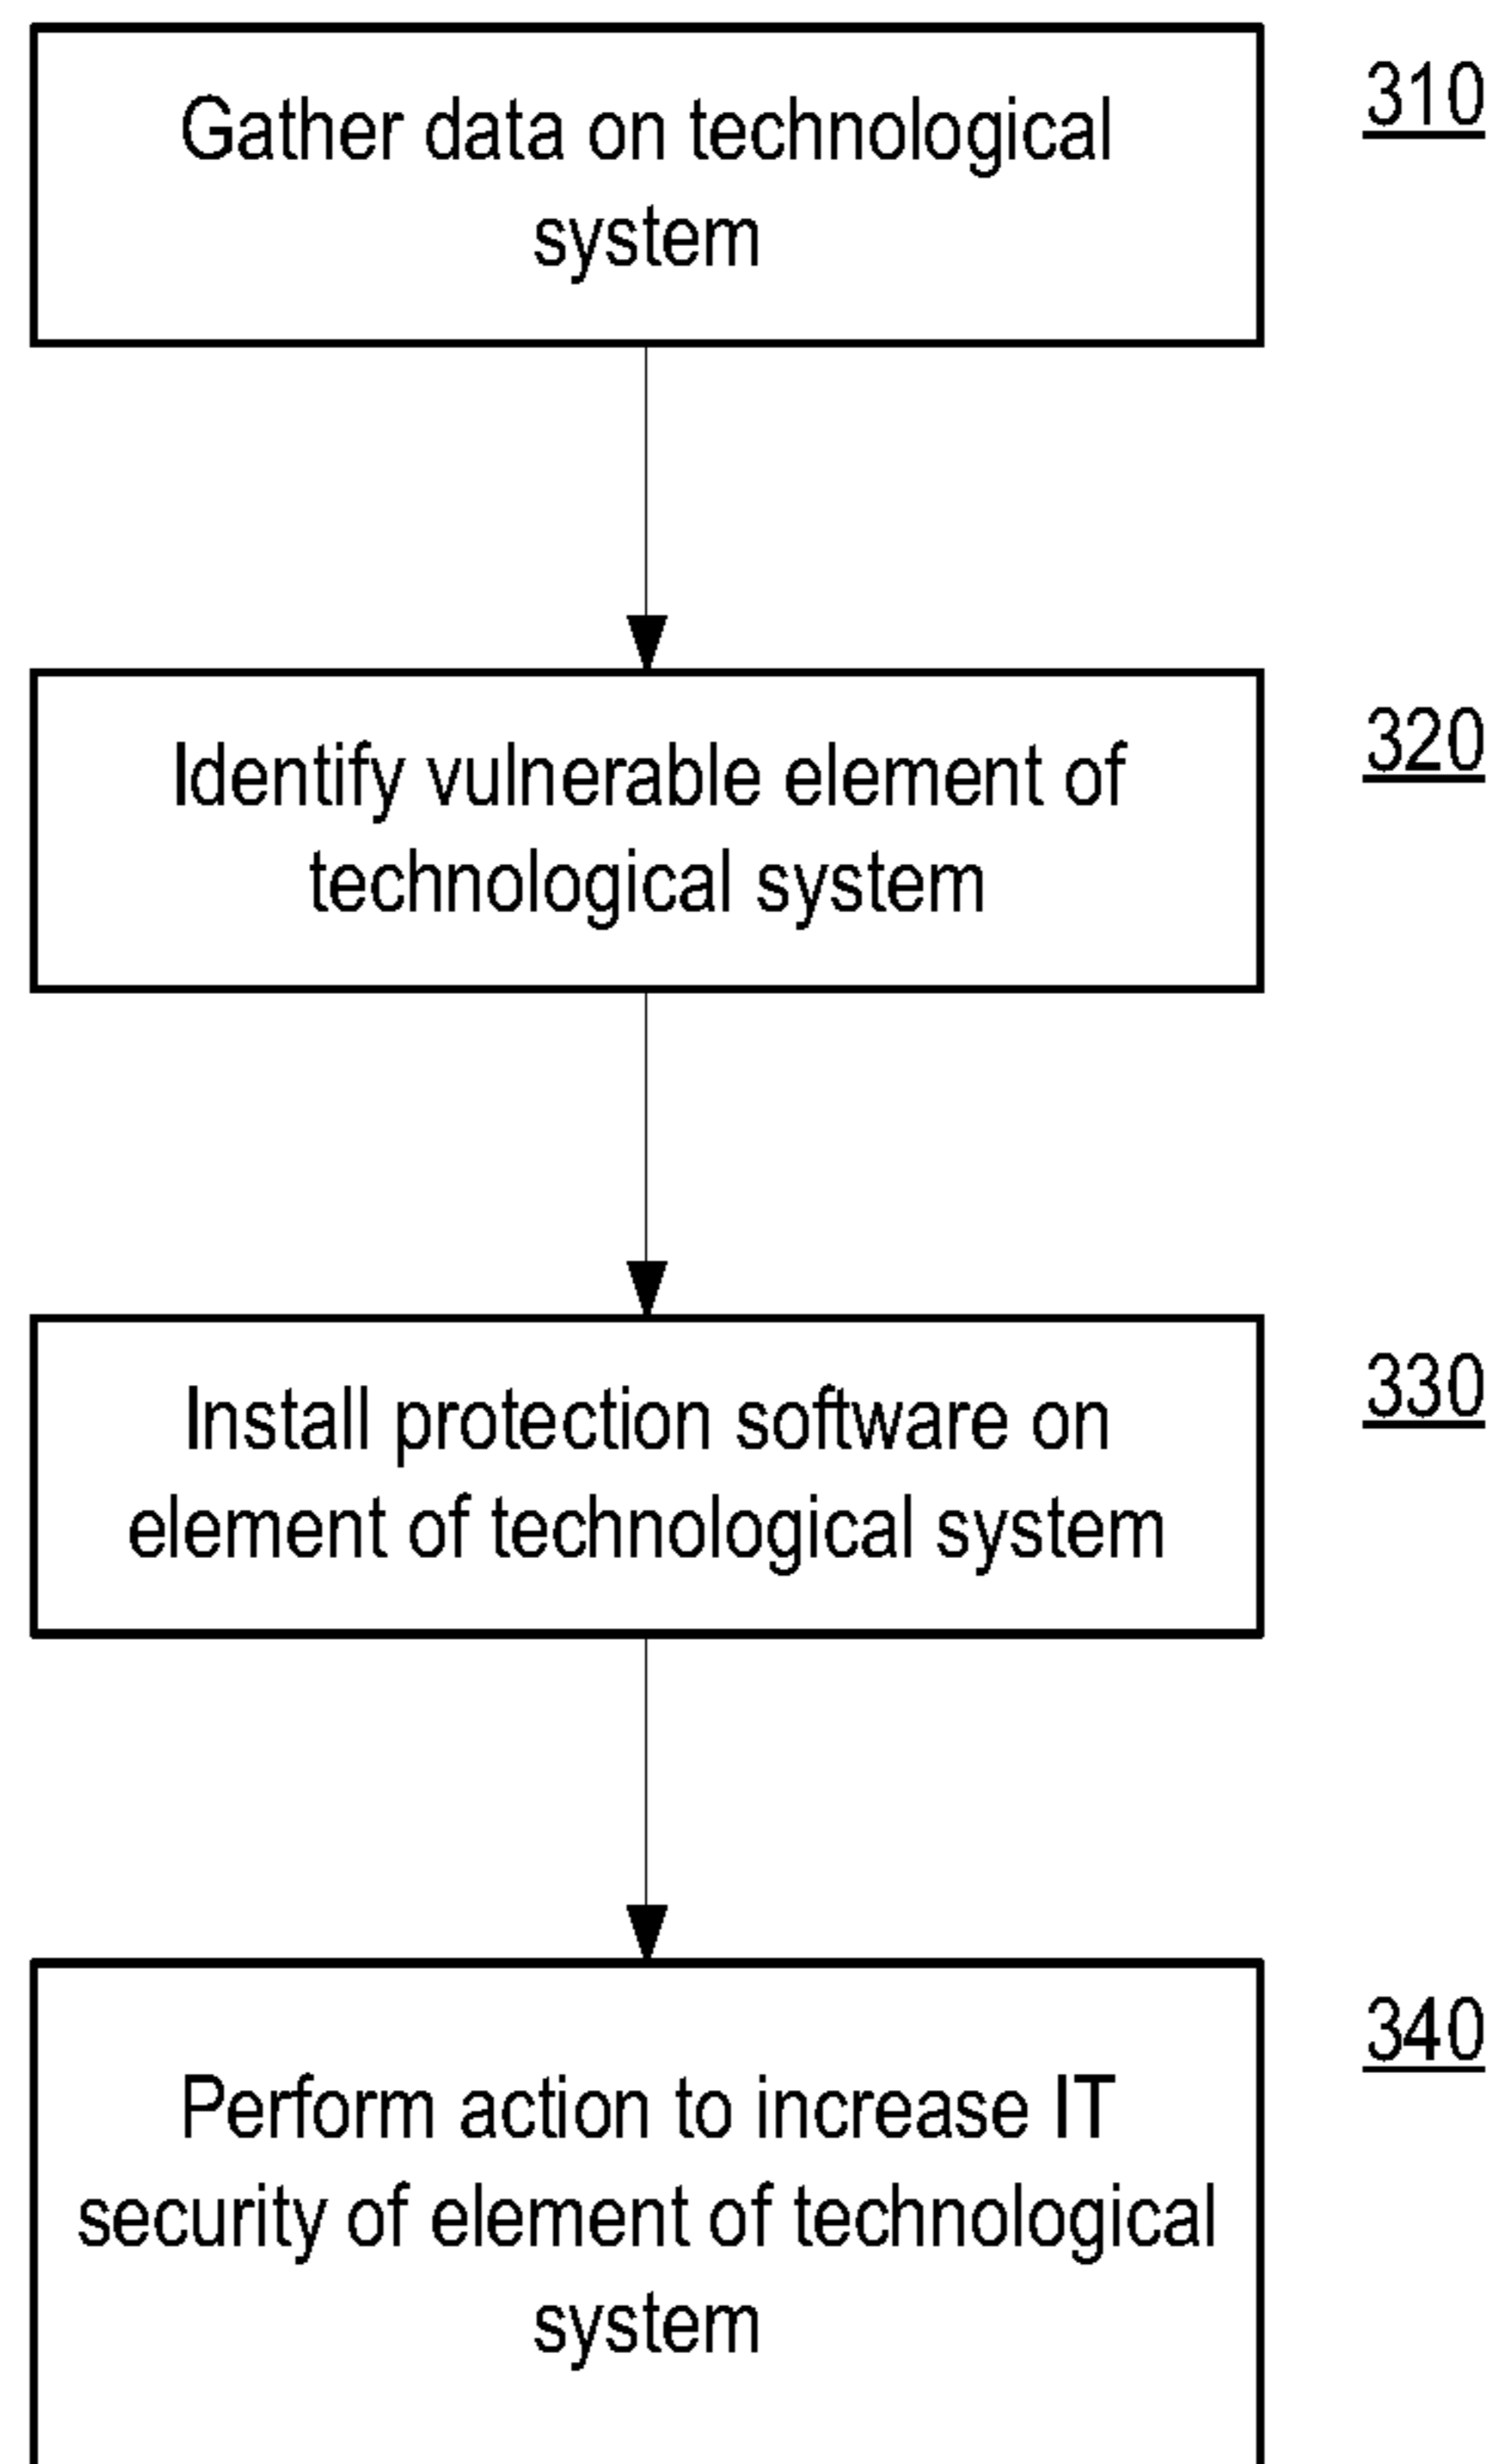 Gather data on technological
system
310
Identify vulnerable element of
technological system
320
Install protection software on
element of technological system
330
Perform action to increase IT
security of element of technological
system
340